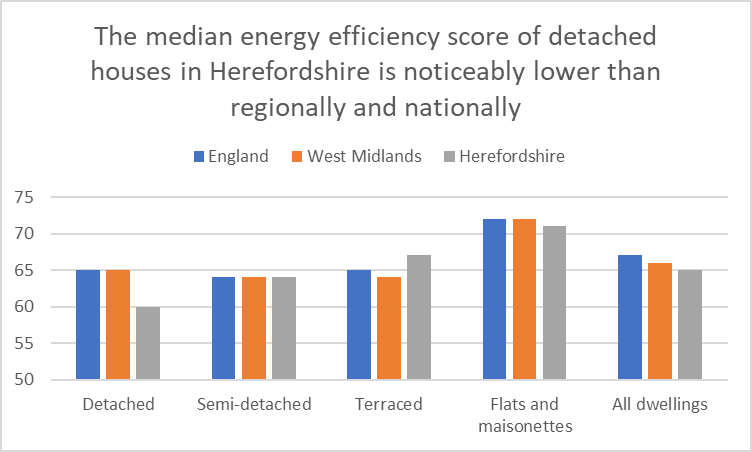 The median energy efficiency score of detached
houses in Herefordshire is noticeably lower than
regionally and nationally
England West Midlands Herefordshire
75
70
65
60
55
50
Detached Semi-detached Terraced Flats and maisonettes All dwellings